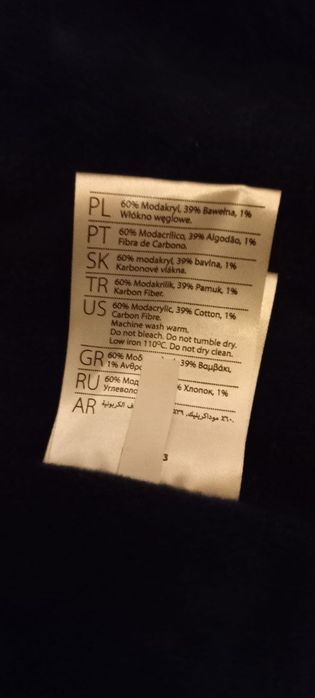 PL 60% Modakryl, 39% Bawełna, 1%
Włókno węglowe.
PT 60% Modacrílico, 39% Algodão, 1%
Fibra de Carbono.
SK 60% modakryl, 39% bavlna, 1%
Karbonové vlákna.
TR 60% Modakrilik, 39% Pamuk, 1%
Karbon Fiber.
US 60% Modacrylic, 39% Cotton, 1%
Carbon Fibre.
Machine wash warm.
Do not bleach. Do not tumble dry.
Low iron 110°C. Do not dry clean.
GR 60% 39% Βαμβάκι,
1%
RU 60% % Хлопок, 1%
AR
3